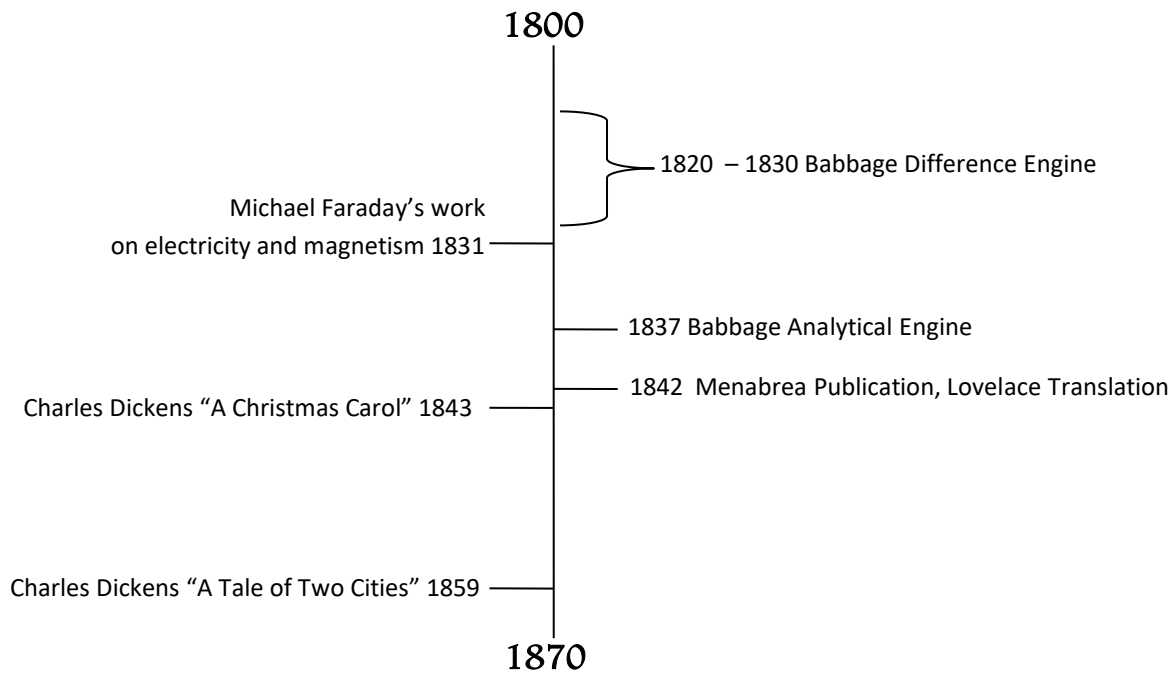 1800
1820 – 1830 Babbage Difference Engine
Michael Faraday’s work
on electricity and magnetism 1831
1837 Babbage Analytical Engine
1842 Menabrea Publication, Lovelace Translation
Charles Dickens “A Christmas Carol” 1843
Charles Dickens “A Tale of Two Cities” 1859
1870